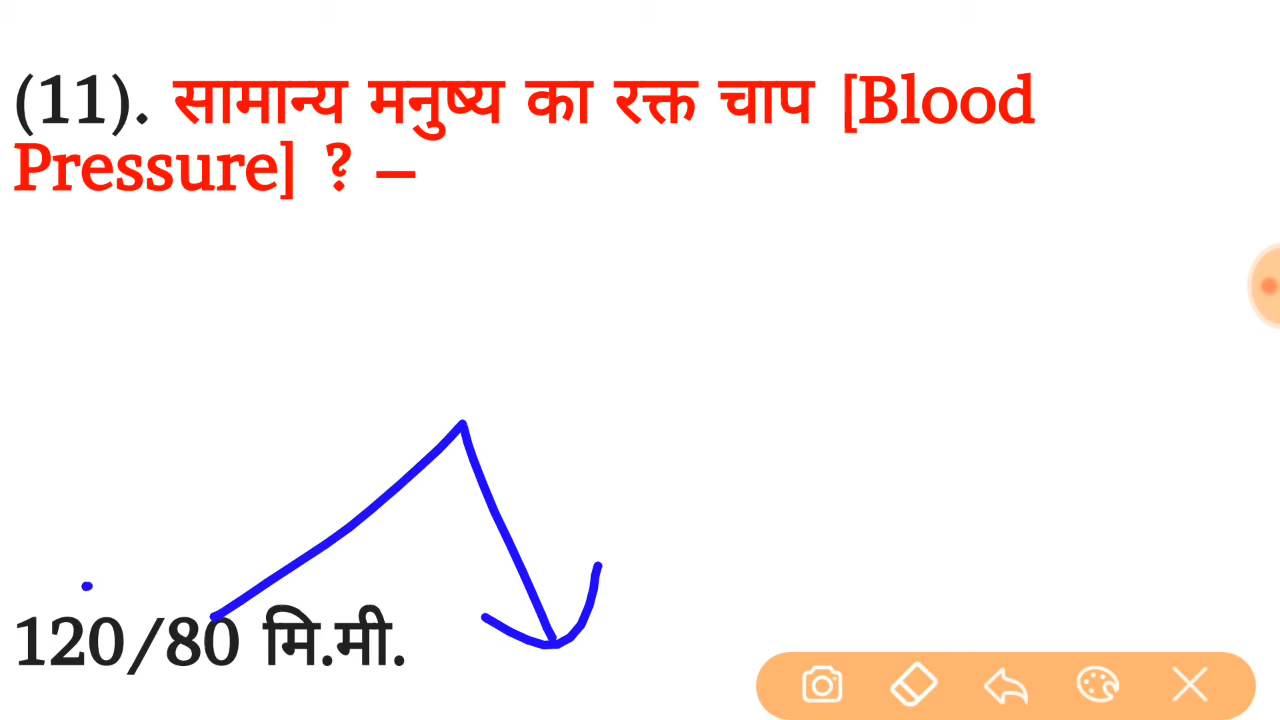 (11). सामान्य मनुष्य का रक्त चाप [Blood
Pressure] ? –
120/80 मि.मी.